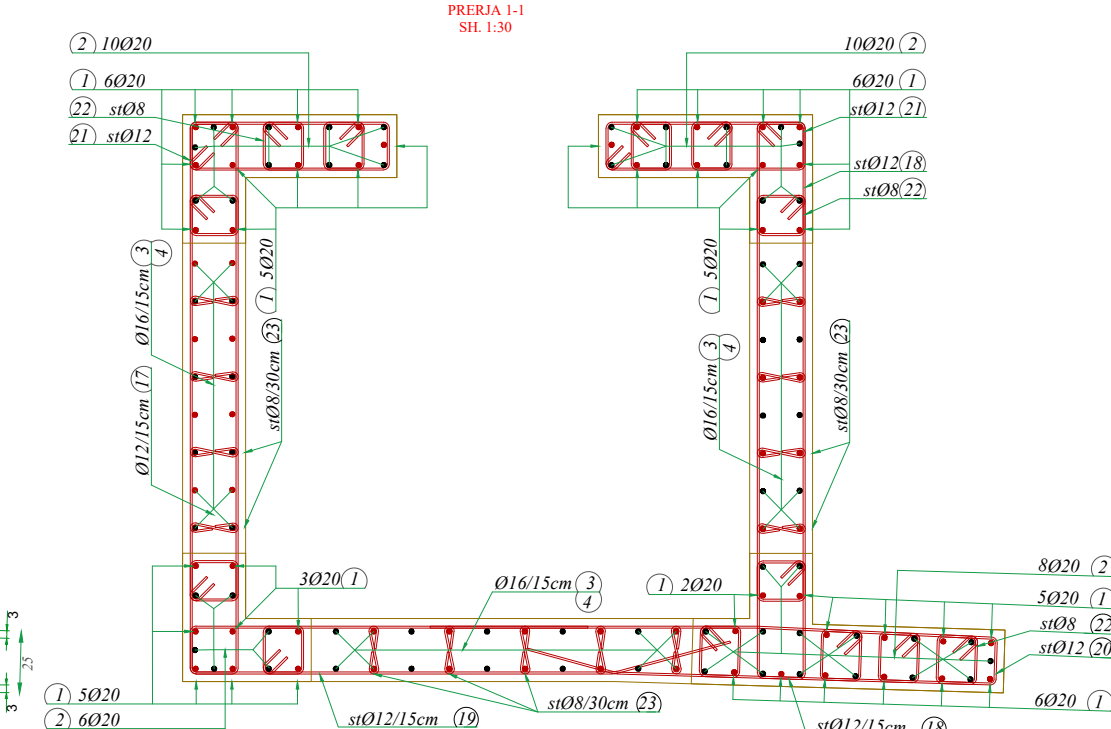 PRERJA 1-1
SH. 1:30
2 10Ø20
10Ø20 2
1 6Ø20
6Ø20 1
22 stØ8
stØ12 21
21 stØ12
stØ12 18
stØ8 22
Ø16/15cm 3 4
1 5Ø20
1 5Ø20
Ø16/15cm 3 4
stØ8/30cm 23
stØ8/30cm 23
Ø12/15cm 17
3Ø20 1
Ø16/15cm 3
4
1 2Ø20
8Ø20 2
5Ø20 1
stØ8 22
stØ12 20
3
25
3
1 5Ø20
2 6Ø20
stØ12/15cm 19
stØ8/30cm 23
6Ø20 1
stØ12/15cm 18